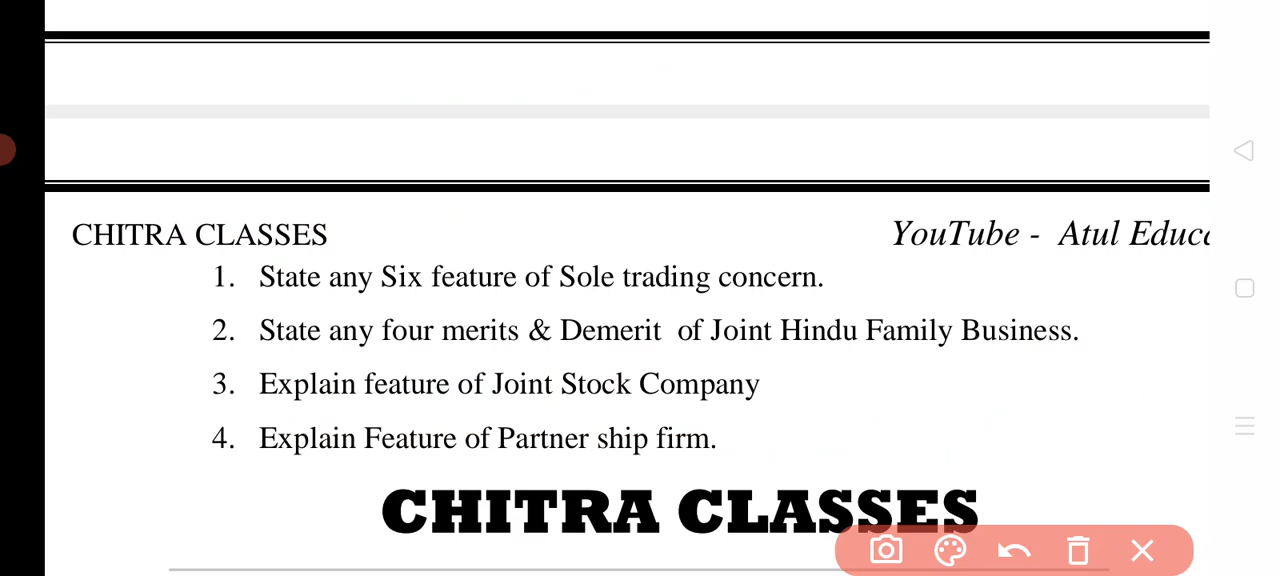 CHITRA CLASSES YouTube - Atul Educ
1. State any Six feature of Sole trading concern.
2. State any four merits & Demerit of Joint Hindu Family Business.
3. Explain feature of Joint Stock Company
4. Explain Feature of Partner ship firm.
CHITRA CLASSES